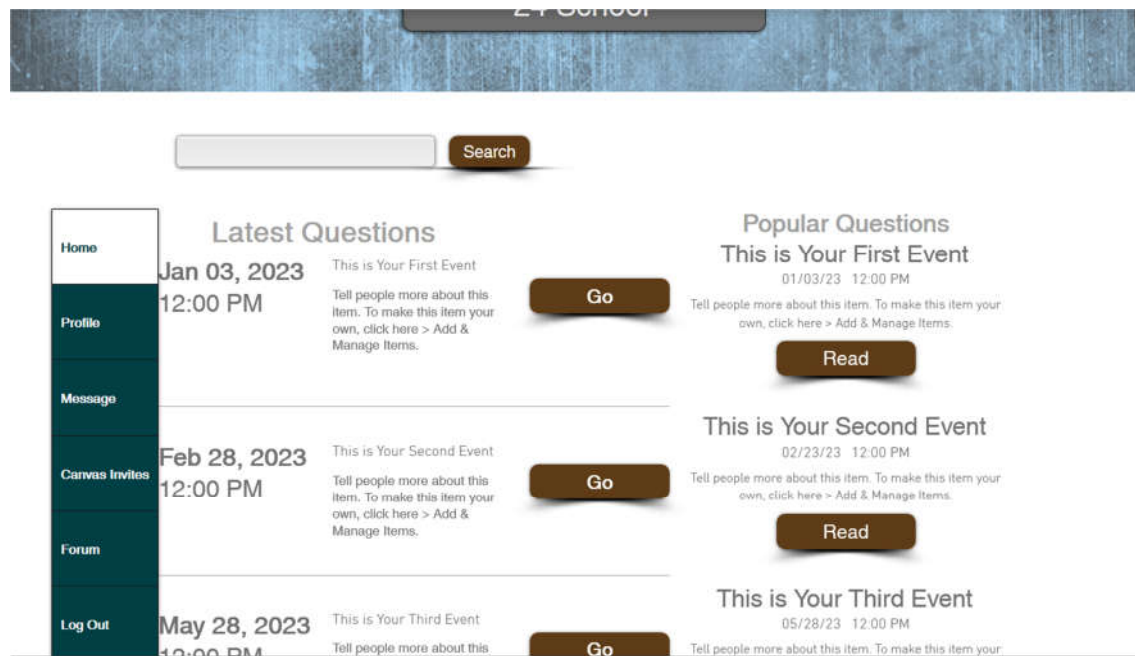 24 School
Search
Home
Profile
Message
Canvas Invites
Forum
Log Out
Latest Questions
Jan 03, 2023
12:00 PM
This is Your First Event
Tell people more about this
item. To make this item your
own, click here > Add &
Manage Items.
Go
Feb 28, 2023
12:00 PM
This is Your Second Event
Tell people more about this
item. To make this item your
own, click here > Add &
Manage Items.
Go
May 28, 2023
12:00 PM
This is Your Third Event
Tell people more about this
Go
Popular Questions
This is Your First Event
01/03/23 12:00 PM
Tell people more about this item. To make this item your
own, click here > Add & Manage Items.
Read
This is Your Second Event
02/23/23 12:00 PM
Tell people more about this item. To make this item your
own, click here > Add & Manage Items.
Read
This is Your Third Event
05/28/23 12:00 PM
Tell people more about this item. To make this item your